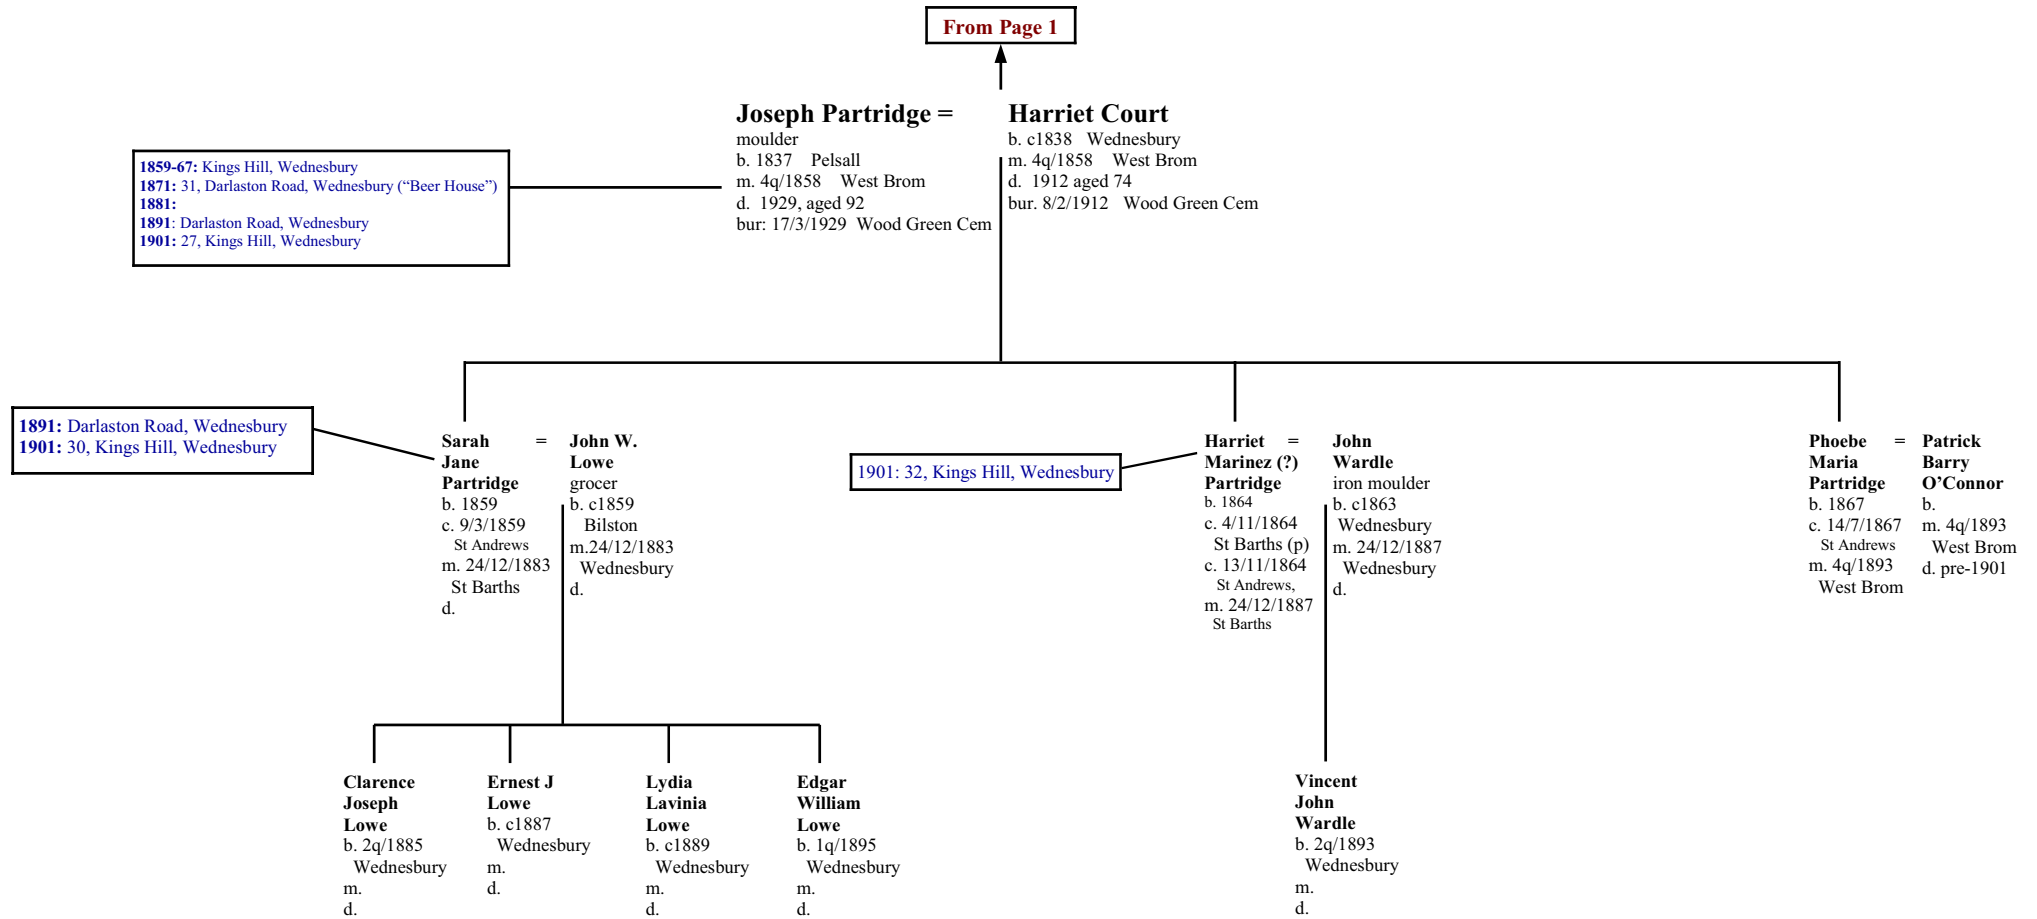 From Page 1
Joseph Partridge =
moulder
b. 1837 Pelsall
m. 4q/1858 West Brom
d. 1929, aged 92
bur: 17/3/1929 Wood Green Cem
Harriet Court
b. c1838 Wednesbury
m. 4q/1858 West Brom
d. 1912 aged 74
bur. 8/2/1912 Wood Green Cem
1859-67: Kings Hill, Wednesbury
1871: 31, Darlaston Road, Wednesbury (“Beer House”)
1881:
1891: Darlaston Road, Wednesbury
1901: 27, Kings Hill, Wednesbury
1891: Darlaston Road, Wednesbury
1901: 30, Kings Hill, Wednesbury
Sarah =
Jane
Partridge
b. 1859
c. 9/3/1859
St Andrews
m. 24/12/1883
St Barths
d.
John W.
Lowe
grocer
b. c1859
Bilston
m.24/12/1883
Wednesbury
d.
1901: 32, Kings Hill, Wednesbury
Harriet =
Marinez (?)
Partridge
b. 1864
c. 4/11/1864
St Barths (p)
c. 13/11/1864
St Andrews,
m. 24/12/1887
St Barths
John
Wardle
iron moulder
b. c1863
Wednesbury
m. 24/12/1887
Wednesbury
d.
Phoebe =
Maria
Partridge
b. 1867
c. 14/7/1867
St Andrews
m. 4q/1893
West Brom
Patrick
Barry
O’Connor
b.
m. 4q/1893
West Brom
d. pre-1901
Clarence
Joseph
Lowe
b. 2q/1885
Wednesbury
m.
d.
Ernest J
Lowe
b. c1887
Wednesbury
m.
d.
Lydia
Lavinia
Lowe
b. c1889
Wednesbury
m.
d.
Edgar
William
Lowe
b. 1q/1895
Wednesbury
m.
d.
Vincent
John
Wardle
b. 2q/1893
Wednesbury
m.
d.